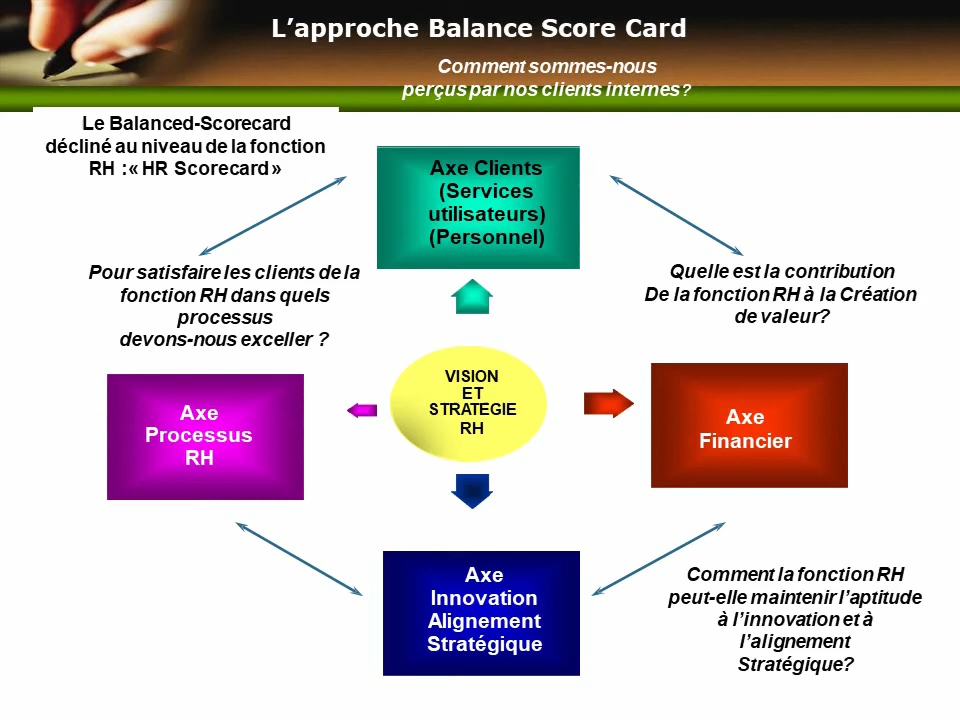 L’approche Balance Score Card
Comment sommes-nous
perçus par nos clients internes?
Le Balanced-Scorecard
décliné au niveau de la fonction
RH :« HR Scorecard »
Axe Clients
(Services
utilisateurs)
(Personnel)
Pour satisfaire les clients de la
fonction RH dans quels
processus
devons-nous exceller ?
Quelle est la contribution
De la fonction RH à la Création
de valeur?
VISION
ET
STRATEGIE
RH
Axe
Processus
RH
Axe
Financier
Axe
Innovation
Alignement
Stratégique
Comment la fonction RH
peut-elle maintenir l’aptitude
à l’innovation et à
l’alignement
Stratégique?